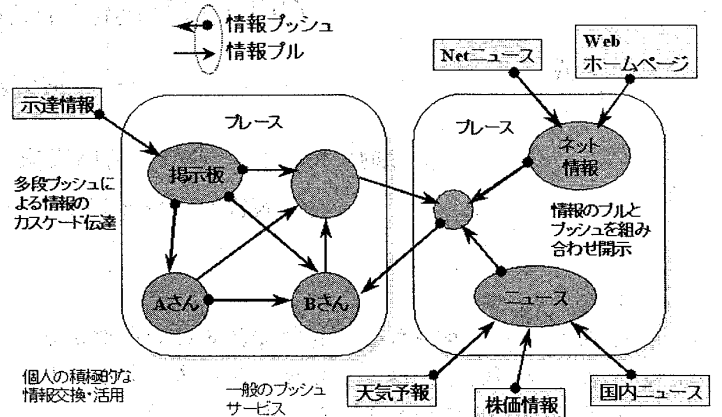 情報プッシュ
情報プル
Netニュース
Web
ホームページ
示達情報
プレース
プレース
掲示板
ネット
情報
多段プッシュに
よる情報の
カスケード伝達
情報のプルと
プッシュを組み
合わせ開示
Aさん
Bさん
ニュース
個人の積極的な
情報交換・活用
一般のプッシュ
サービス
天気予報
株価情報
国内ニュース